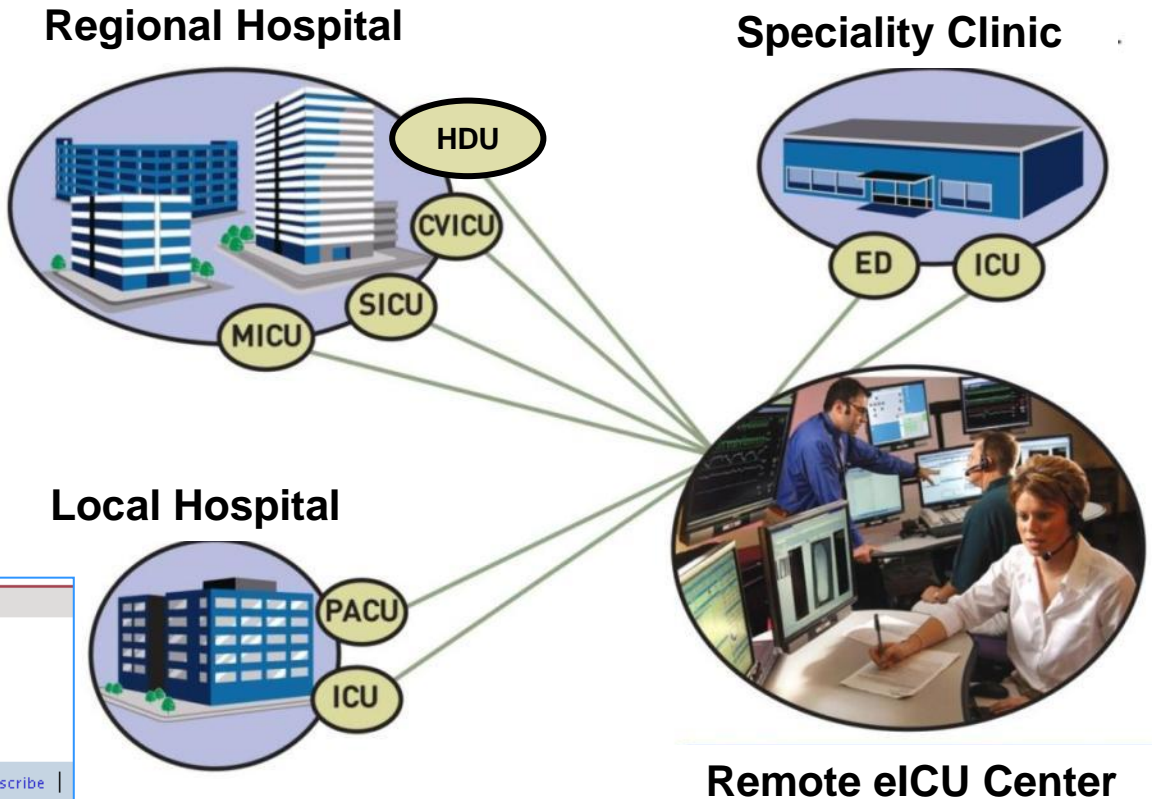 Regional Hospital
Speciality Clinic
HDU
CVICU
SICU
MICU
ED
ICU
Local Hospital
PACU
ICU
scribe |
Remote eICU Center